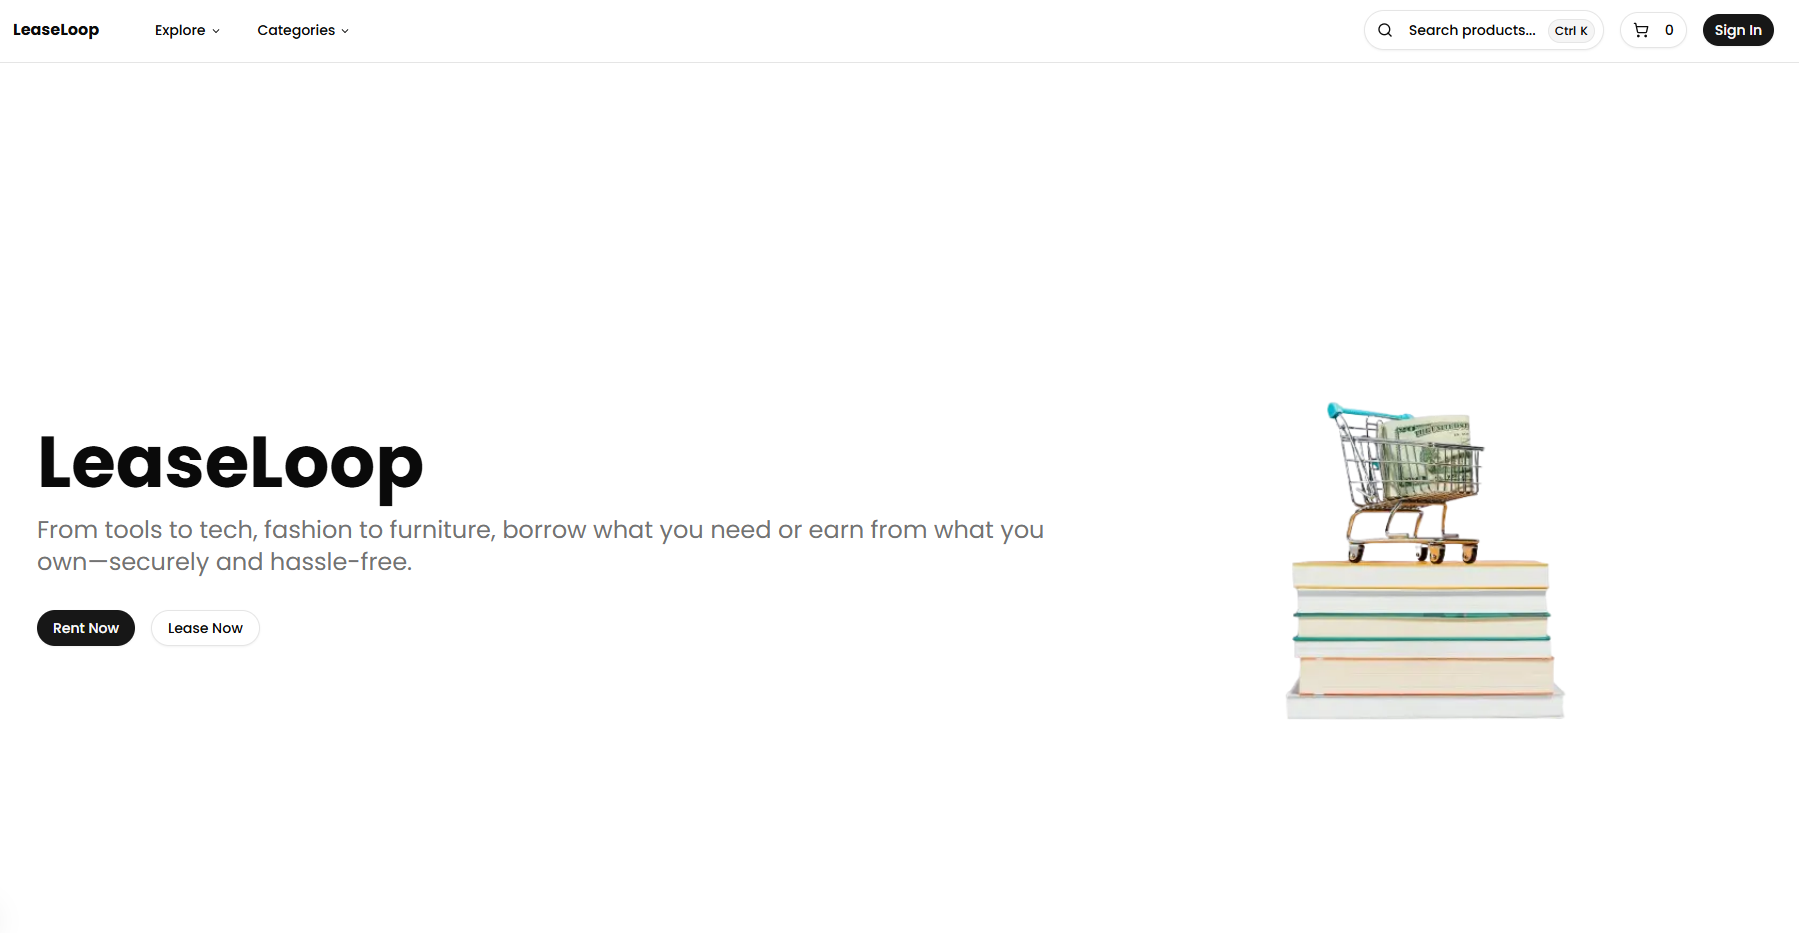 LeaseLoop
Explore
Categories
Search products...
Ctrl K
0
Sign In
LeaseLoop
From tools to tech, fashion to furniture, borrow what you need or earn from what you
own—securely and hassle-free.
Rent Now
Lease Now